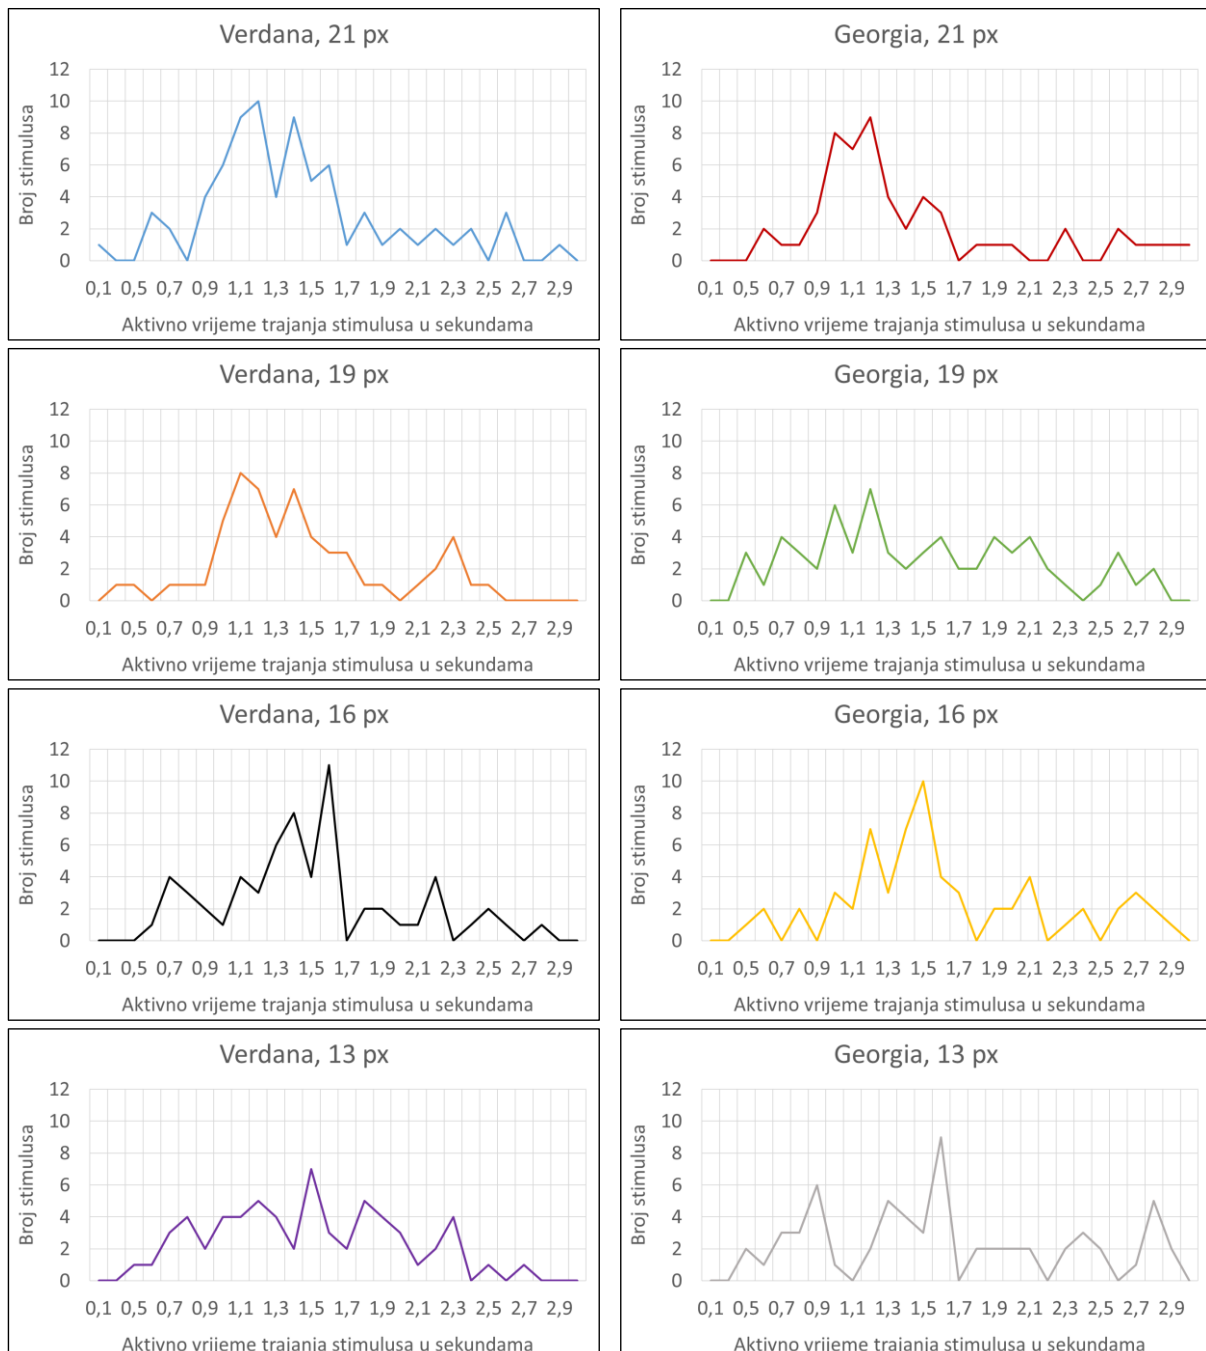 Verdana, 21 px
12
10
8
6
4
2
0
Broj stimulusa
0,1 0,5 0,7 0,9 1,1 1,3 1,5 1,7 1,9 2,1 2,3 2,5 2,7 2,9
Aktivno vrijeme trajanja stimulusa u sekundama
Georgia, 21 px
12
10
8
6
4
2
0
Broj stimulusa
0,1 0,5 0,7 0,9 1,1 1,3 1,5 1,7 1,9 2,1 2,3 2,5 2,7 2,9
Aktivno vrijeme trajanja stimulusa u sekundama
Verdana, 19 px
12
10
8
6
4
2
0
Broj stimulusa
0,1 0,5 0,7 0,9 1,1 1,3 1,5 1,7 1,9 2,1 2,3 2,5 2,7 2,9
Aktivno vrijeme trajanja stimulusa u sekundama
Georgia, 19 px
12
10
8
6
4
2
0
Broj stimulusa
0,1 0,5 0,7 0,9 1,1 1,3 1,5 1,7 1,9 2,1 2,3 2,5 2,7 2,9
Aktivno vrijeme trajanja stimulusa u sekundama
Verdana, 16 px
12
10
8
6
4
2
0
Broj stimulusa
0,1 0,5 0,7 0,9 1,1 1,3 1,5 1,7 1,9 2,1 2,3 2,5 2,7 2,9
Aktivno vrijeme trajanja stimulusa u sekundama
Georgia, 16 px
12
10
8
6
4
2
0
Broj stimulusa
0,1 0,5 0,7 0,9 1,1 1,3 1,5 1,7 1,9 2,1 2,3 2,5 2,7 2,9
Aktivno vrijeme trajanja stimulusa u sekundama
Verdana, 13 px
12
10
8
6
4
2
0
Broj stimulusa
0,1 0,5 0,7 0,9 1,1 1,3 1,5 1,7 1,9 2,1 2,3 2,5 2,7 2,9
Aktivno vrijeme trajanja stimulusa u sekundama
Georgia, 13 px
12
10
8
6
4
2
0
Broj stimulusa
0,1 0,5 0,7 0,9 1,1 1,3 1,5 1,7 1,9 2,1 2,3 2,5 2,7 2,9
Aktivno vrijeme trajanja stimulusa u sekundama